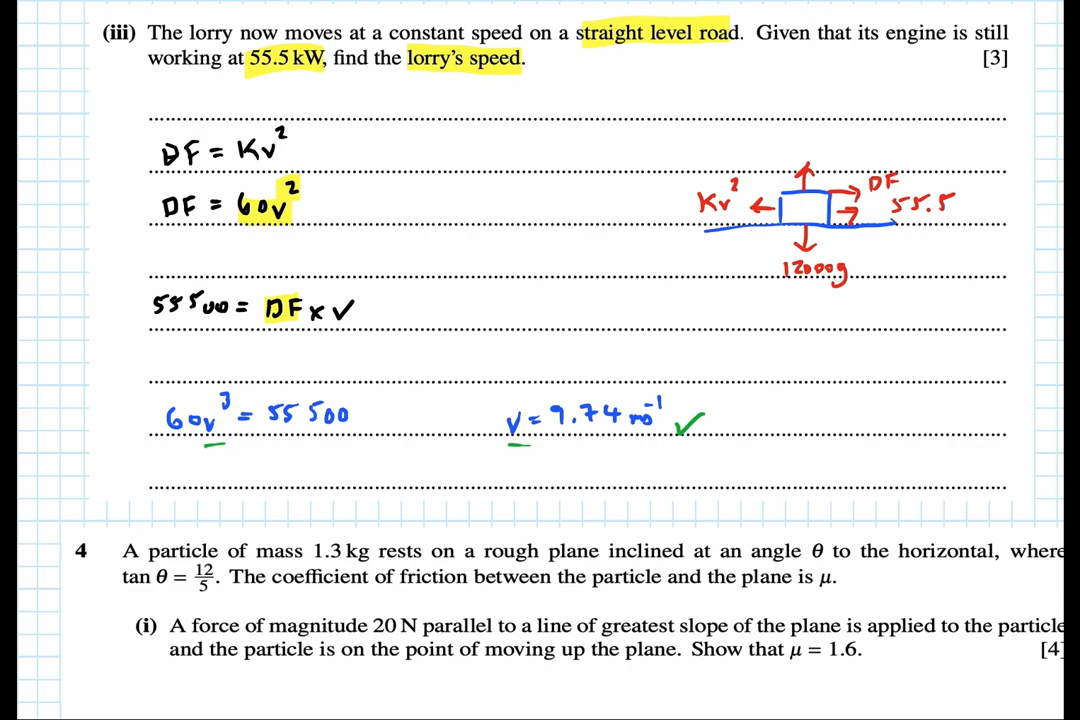 (iii) The lorry now moves at a constant speed on a straight level road. Given that its engine is still
working at 55.5 kW, find the lorry's speed. [3]
DF = Kv²
DF = 60v²
Kv² DF
55.5
12000g
55500 = DF × v
60v³ = 55 500 v = 9.74 ms⁻¹ ✓
4 A particle of mass 1.3 kg rests on a rough plane inclined at an angle θ to the horizontal, where
tan θ = 12/5. The coefficient of friction between the particle and the plane is μ.
(i) A force of magnitude 20 N parallel to a line of greatest slope of the plane is applied to the particle
and the particle is on the point of moving up the plane. Show that μ = 1.6. [4]